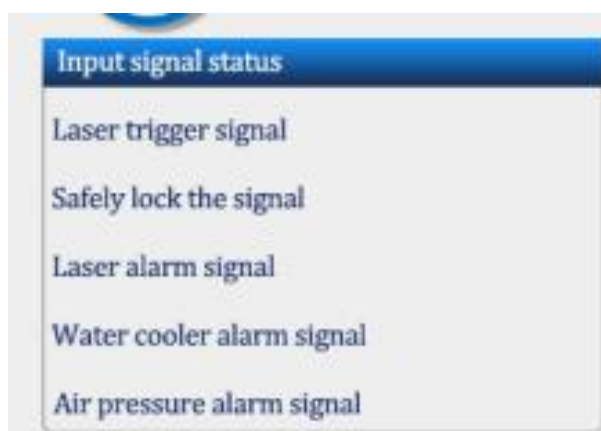 Input signal status
Laser trigger signal
Safely lock the signal
Laser alarm signal
Water cooler alarm signal
Air pressure alarm signal